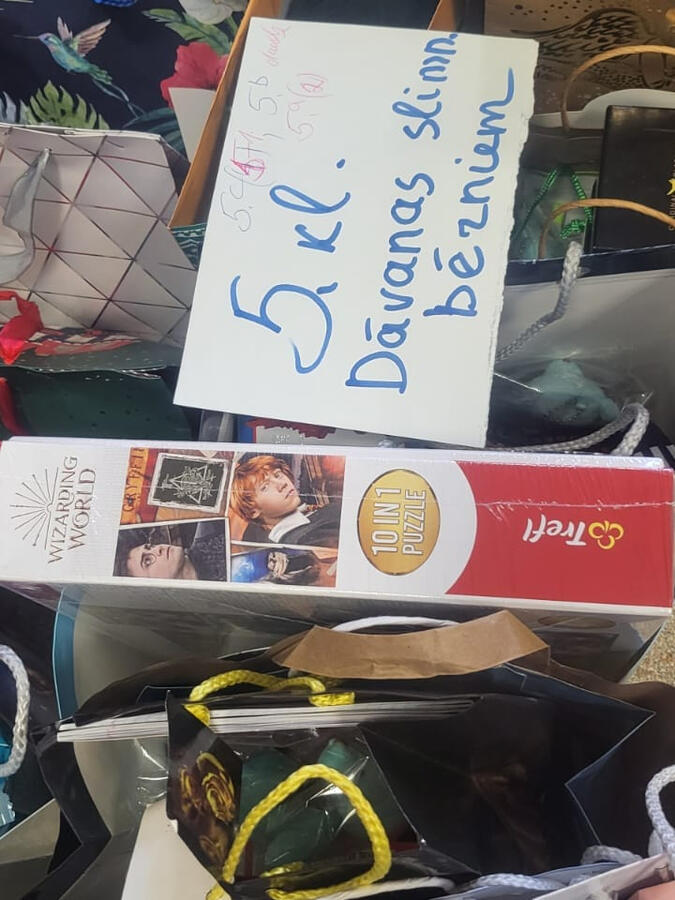 5. kl.
Dāvanas slimn.
bērniem
WIZARDING
WORLD
10 IN 1
PUZZLE
Trefl